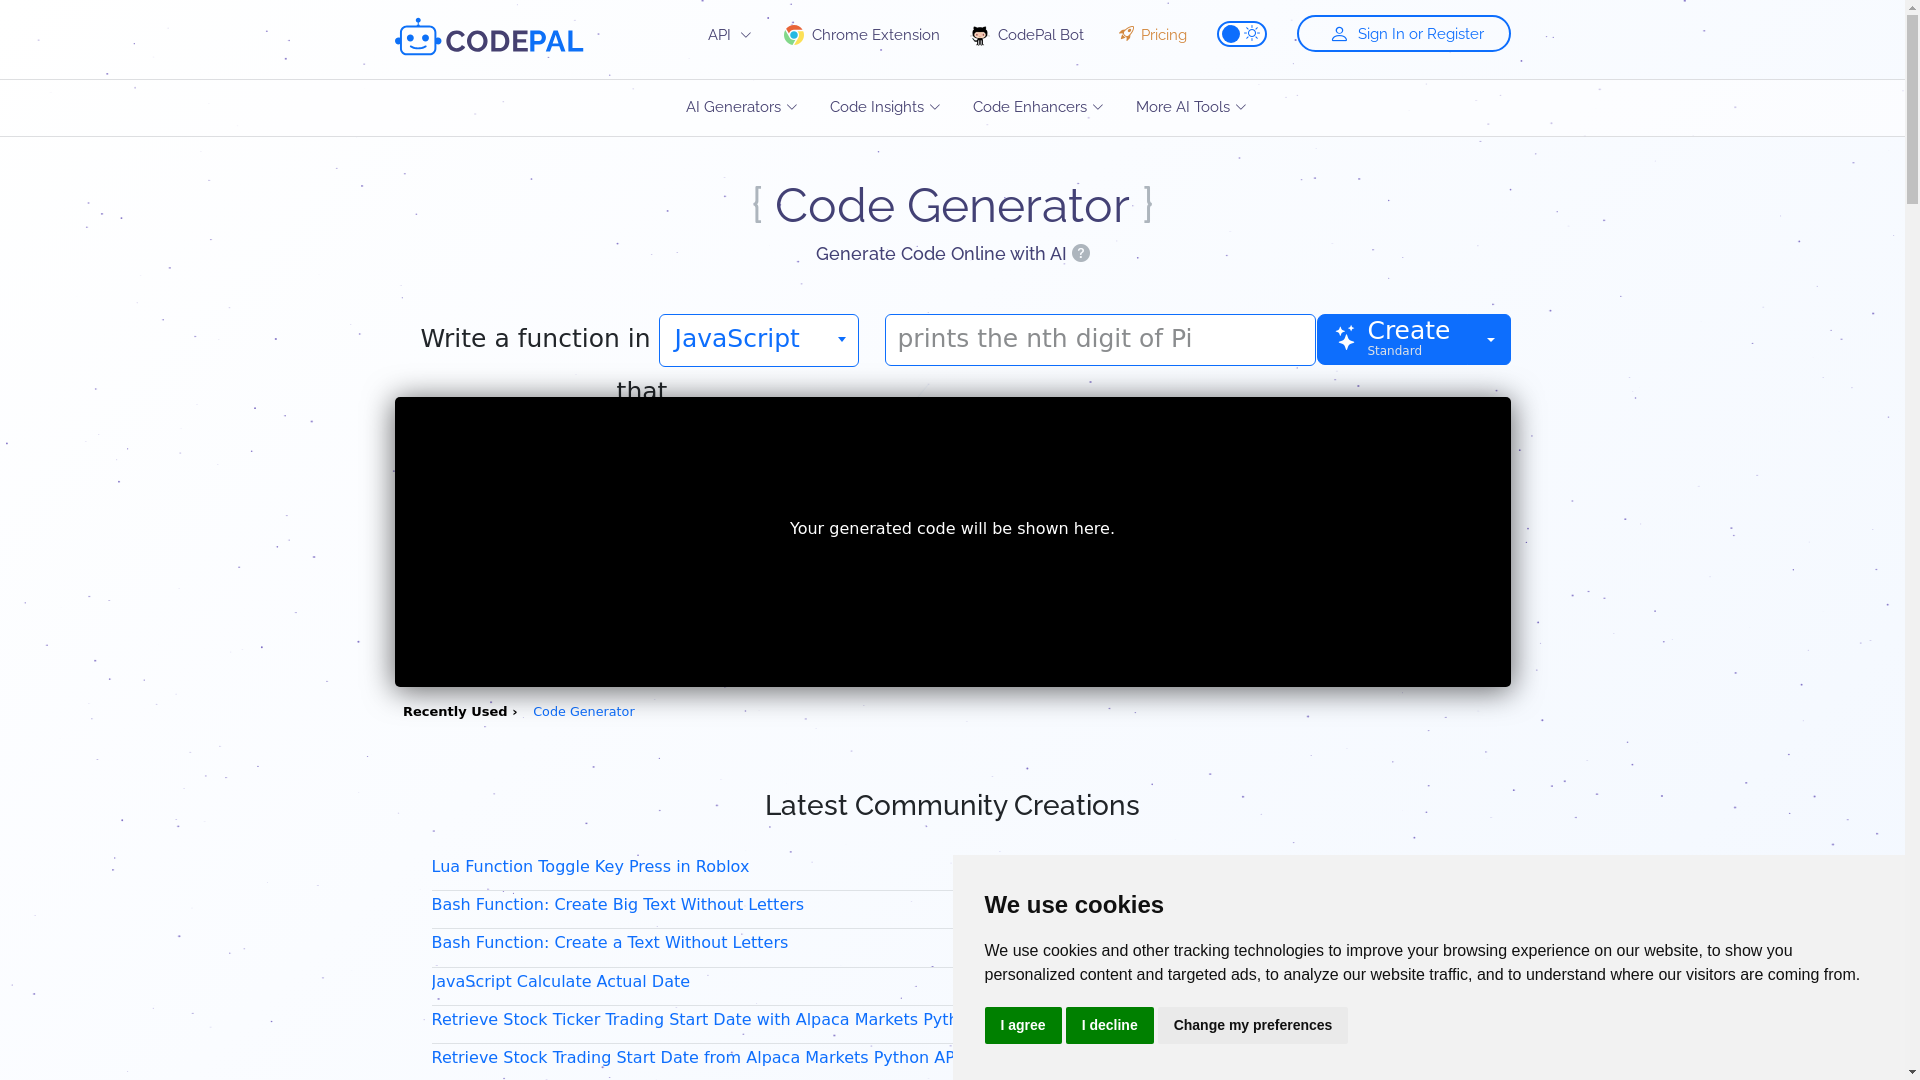 CODEPAL
API
Chrome Extension
CodePal Bot
Pricing
Sign In or Register
AI Generators
Code Insights
Code Enhancers
More AI Tools
{ Code Generator }
Generate Code Online with AI ?
Write a function in
JavaScript
that
prints the nth digit of Pi
Create
Standard
Your generated code will be shown here.
Recently Used ›
Code Generator
Latest Community Creations
Lua Function Toggle Key Press in Roblox
Bash Function: Create Big Text Without Letters
Bash Function: Create a Text Without Letters
JavaScript Calculate Actual Date
Retrieve Stock Ticker Trading Start Date with Alpaca Markets Pyth
Retrieve Stock Trading Start Date from Alpaca Markets Python AP
We use cookies
We use cookies and other tracking technologies to improve your browsing experience on our website, to show you
personalized content and targeted ads, to analyze our website traffic, and to understand where our visitors are coming from.
I agree
I decline
Change my preferences